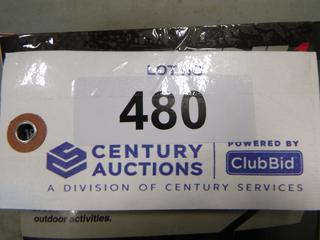 LOT NO
480
CENTURY
AUCTIONS
POWERED BY
ClubBid
A DIVISION OF CENTURY SERVICES
outdoor activities.